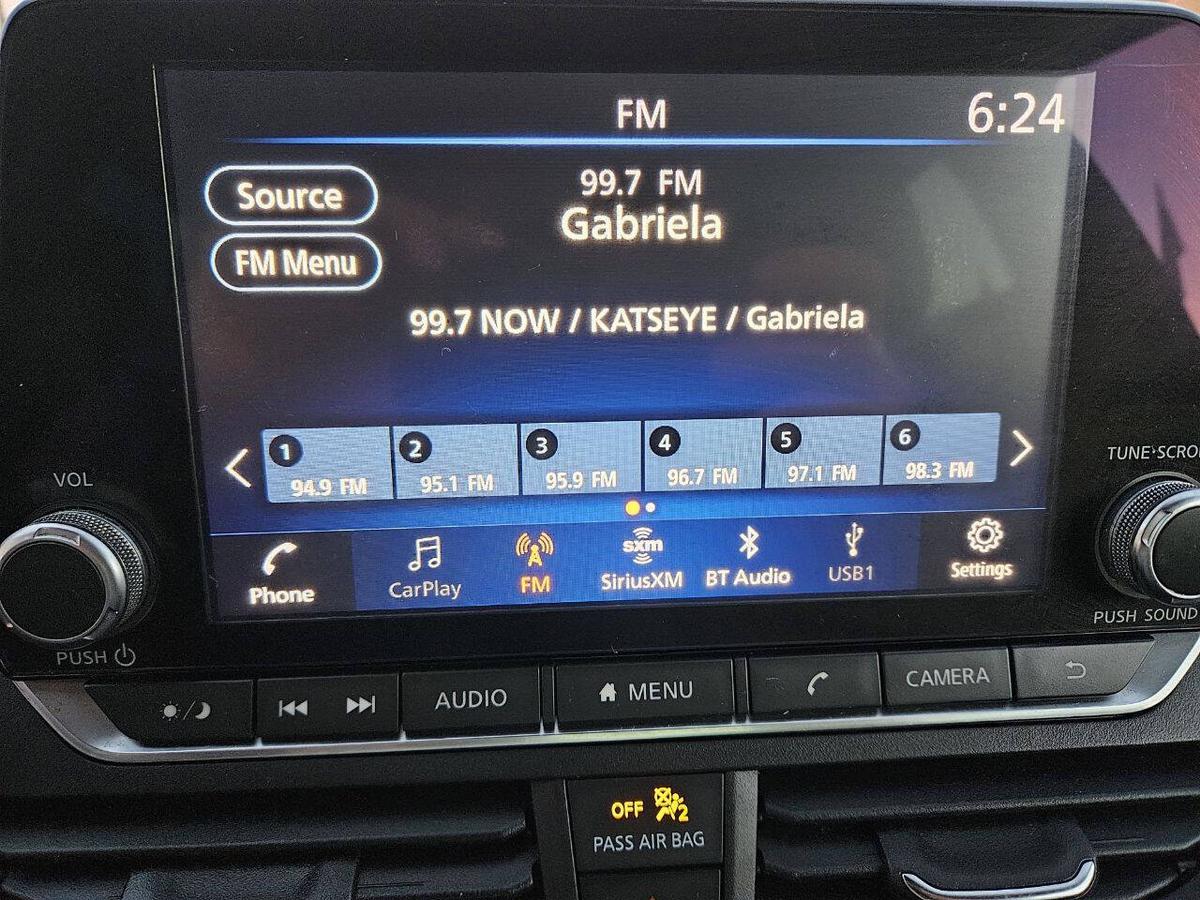 FM
6:24
Source
99.7 FM
Gabriela
FM Menu
99.7 NOW / KATSEYE / Gabriela
1 2 3 4 5 6
94.9 FM 95.1 FM 95.9 FM 96.7 FM 97.1 FM 98.3 FM
sxm
Phone CarPlay FM SiriusXM BT Audio USB1 Settings
VOL
PUSH
TUNE·SCRO
PUSH SOUND
AUDIO MENU CAMERA
OFF 2
PASS AIR BAG